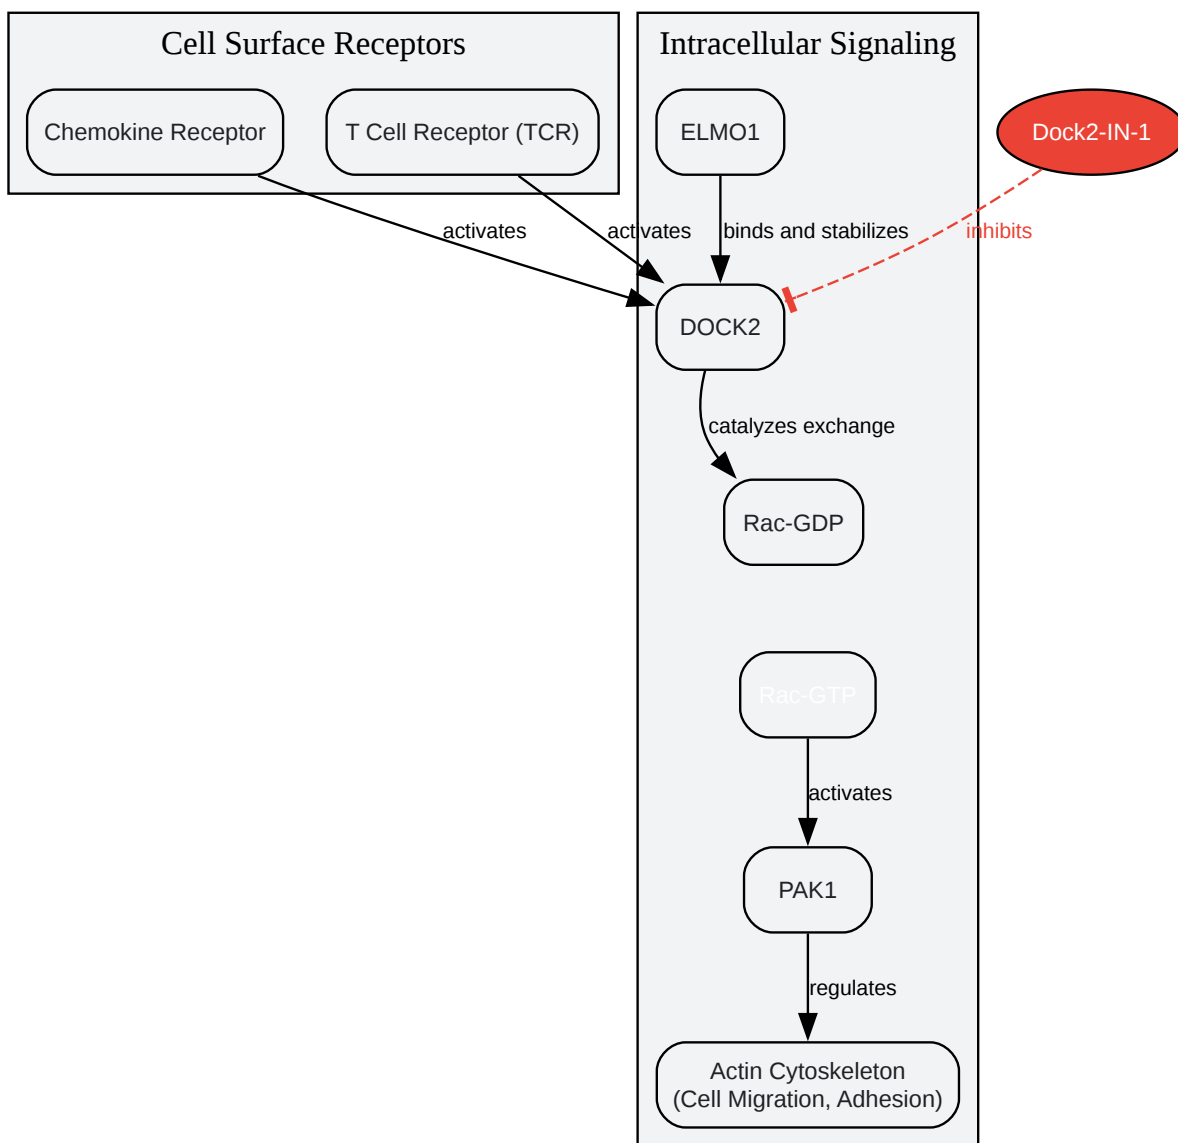 Cell Surface Receptors
Intracellular Signaling
Chemokine Receptor
T Cell Receptor (TCR)
ELMO1
Dock2-IN-1
activates
activates
binds and stabilizes
inhibits
DOCK2
catalyzes exchange
Rac-GDP
Rac-GTP
activates
PAK1
regulates
Actin Cytoskeleton
(Cell Migration, Adhesion)